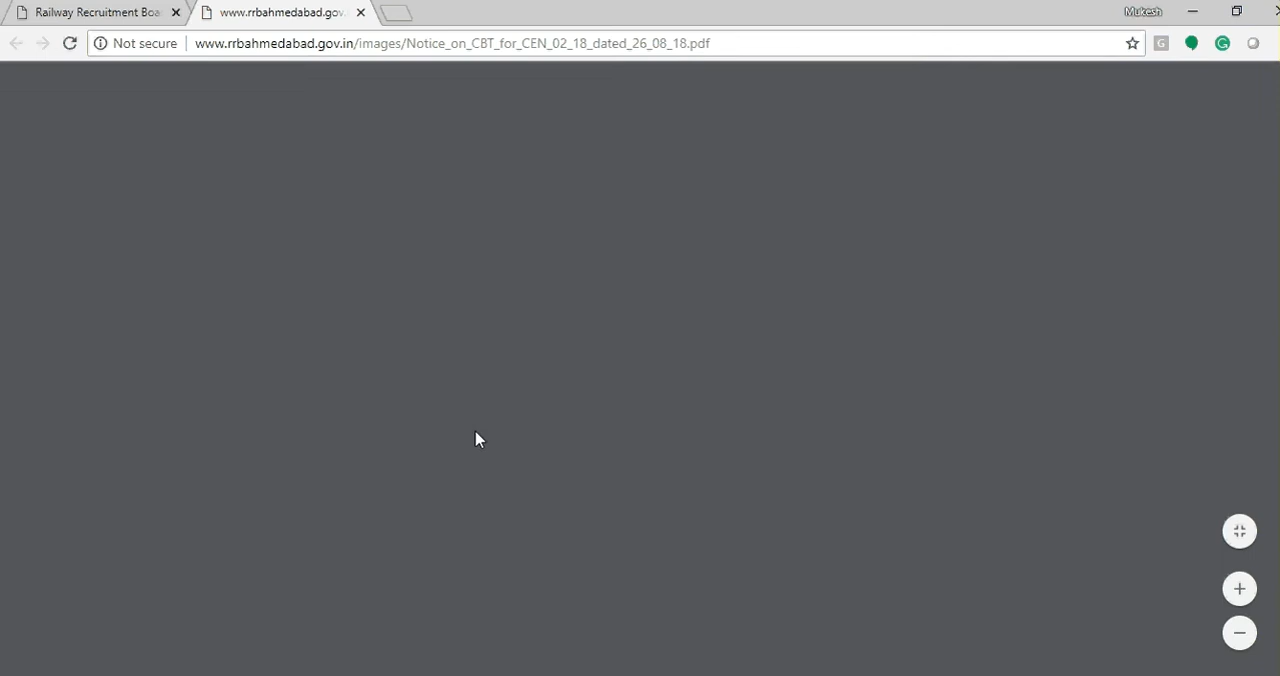 Railway Recruitment Boa
www.rrbahmedabad.gov.
Mukesh
Not secure
www.rrbahmedabad.gov.in/images/Notice_on_CBT_for_CEN_02_18_dated_26_08_18.pdf